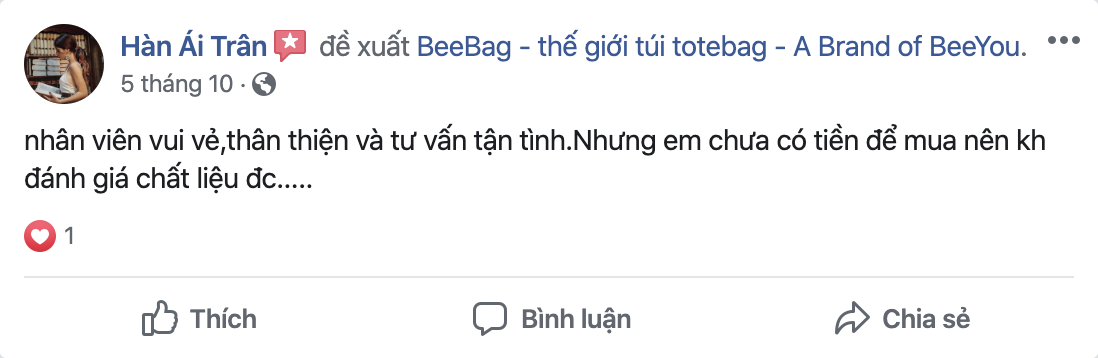 Hàn Ái Trân đề xuất BeeBag - thế giới túi totebag - A Brand of BeeYou.
5 tháng 10 ·
nhân viên vui vẻ,thân thiện và tư vấn tận tình.Nhưng em chưa có tiền để mua nên kh
đánh giá chất liệu đc.....
1
Thích Bình luận Chia sẻ